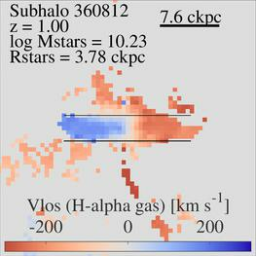 Subhalo 360812
z = 1.00
log Mstars = 10.23
Rstars = 3.78 ckpc
7.6 ckpc
Vlos (H-alpha gas) [km s⁻¹]
-200 0 200